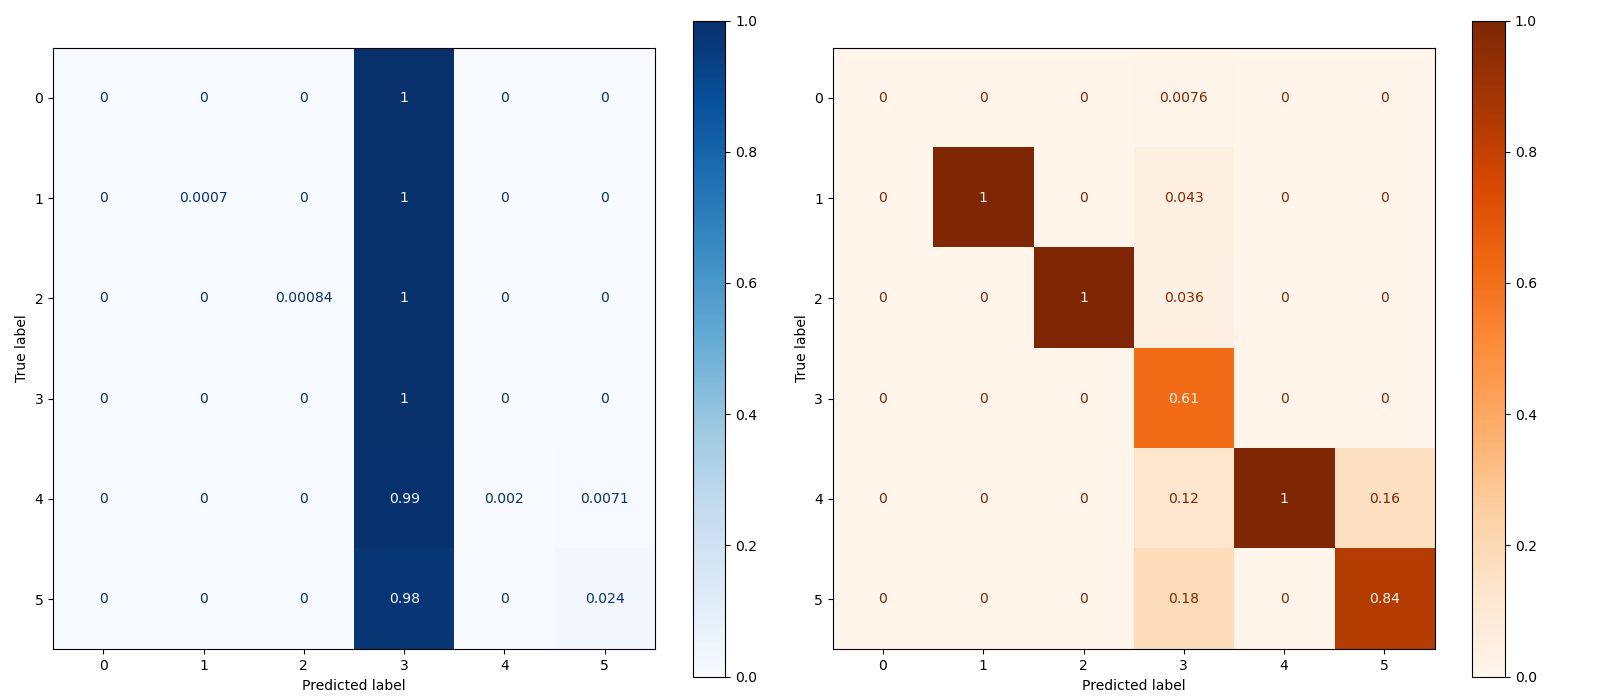 1.0
0 0 0 0 1 0 0
0.8
1 0 0.0007 0 1 0 0
0.6
2 0 0 0.00084 1 0 0
True label
0.4
3 0 0 0 1 0 0
4 0 0 0 0.99 0.002 0.0071
0.2
5 0 0 0 0.98 0 0.024
0.0
0 1 2 3 4 5
Predicted label
1.0
0 0 0 0 0.0076 0 0
0.8
1 0 1 0 0.043 0 0
0.6
2 0 0 1 0.036 0 0
True label
0.4
3 0 0 0 0.61 0 0
4 0 0 0 0.12 1 0.16
0.2
5 0 0 0 0.18 0 0.84
0.0
0 1 2 3 4 5
Predicted label